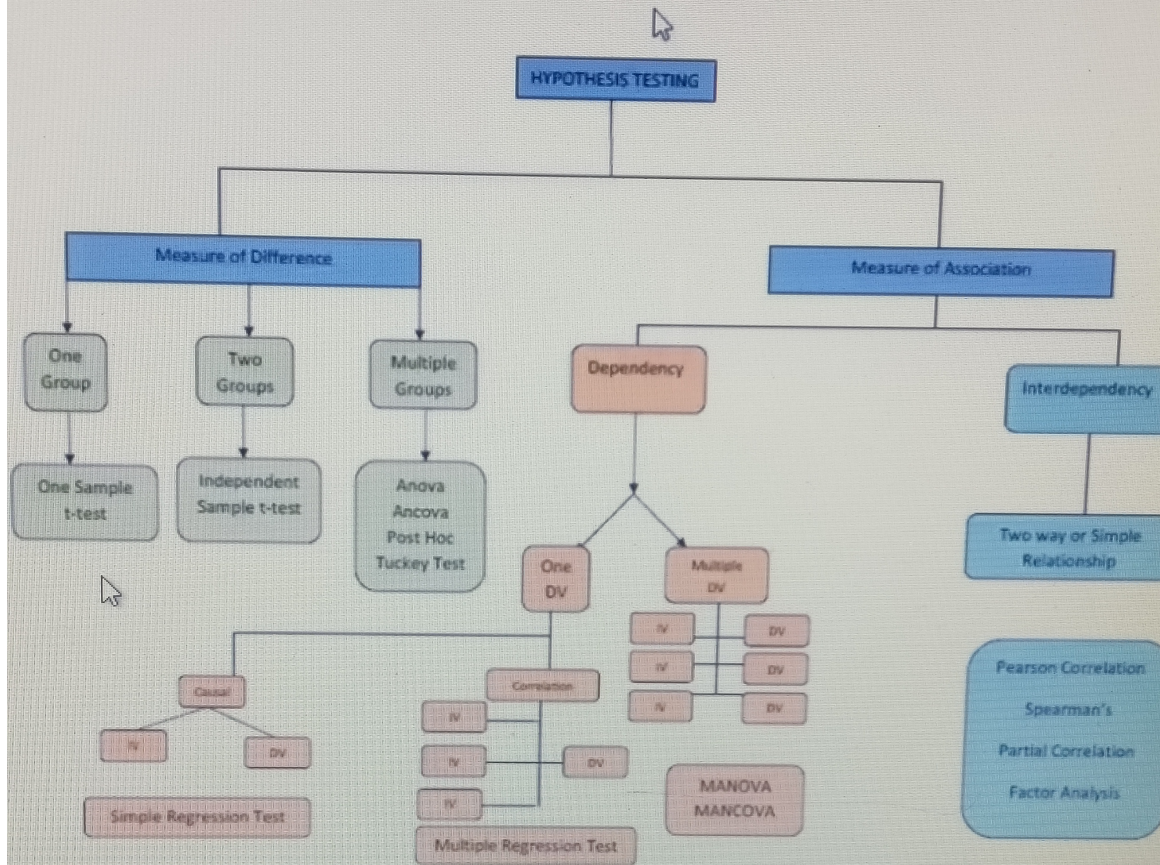 HYPOTHESIS TESTING
Measure of Difference
Measure of Association
One
Group
Two
Groups
Multiple
Groups
Dependency
Interdependency
One Sample
t-test
Independent
Sample t-test
Anova
Ancova
Post Hoc
Tuckey Test
Two way or Simple
Relationship
One
DV
Multiple
DV
IV
DV
IV
DV
IV
DV
Causal
IV
DV
Correlation
IV
IV
DV
IV
Simple Regression Test
Multiple Regression Test
MANOVA
MANCOVA
Pearson Correlation
Spearman's
Partial Correlation
Factor Analysis